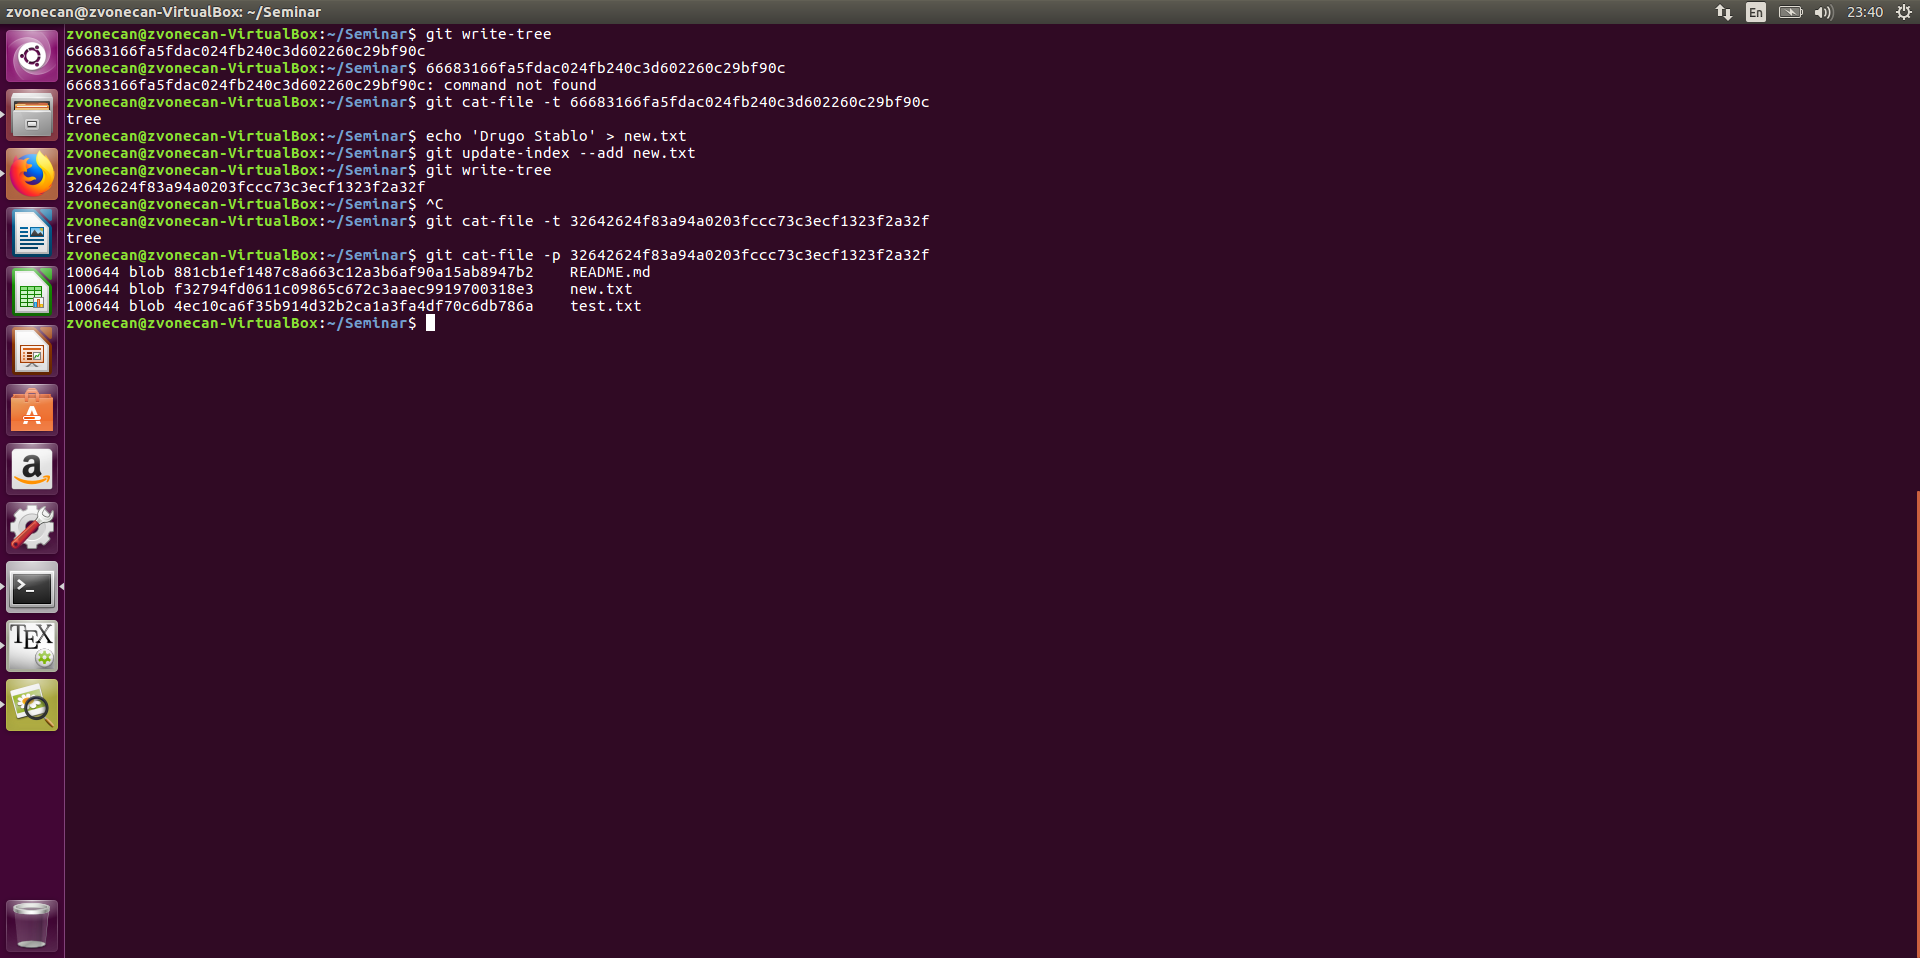 zvonecan@zvonecan-VirtualBox: ~/Seminar
En
23:40
zvonecan@zvonecan-VirtualBox:~/Seminar$ git write-tree
66683166fa5fdac024fb240c3d602260c29bf90c
zvonecan@zvonecan-VirtualBox:~/Seminar$ 66683166fa5fdac024fb240c3d602260c29bf90c
66683166fa5fdac024fb240c3d602260c29bf90c: command not found
zvonecan@zvonecan-VirtualBox:~/Seminar$ git cat-file -t 66683166fa5fdac024fb240c3d602260c29bf90c
tree
zvonecan@zvonecan-VirtualBox:~/Seminar$ echo 'Drugo Stablo' > new.txt
zvonecan@zvonecan-VirtualBox:~/Seminar$ git update-index --add new.txt
zvonecan@zvonecan-VirtualBox:~/Seminar$ git write-tree
32642624f83a94a0203fccc73c3ecf1323f2a32f
zvonecan@zvonecan-VirtualBox:~/Seminar$ ^C
zvonecan@zvonecan-VirtualBox:~/Seminar$ git cat-file -t 32642624f83a94a0203fccc73c3ecf1323f2a32f
tree
zvonecan@zvonecan-VirtualBox:~/Seminar$ git cat-file -p 32642624f83a94a0203fccc73c3ecf1323f2a32f
100644 blob 881cb1ef1487c8a663c12a3b6af90a15ab8947b2    README.md
100644 blob f32794fd0611c09865c672c3aaec9919700318e3    new.txt
100644 blob 4ec10ca6f35b914d32b2ca1a3fa4df70c6db786a    test.txt
zvonecan@zvonecan-VirtualBox:~/Seminar$
A
a
>_
TEX